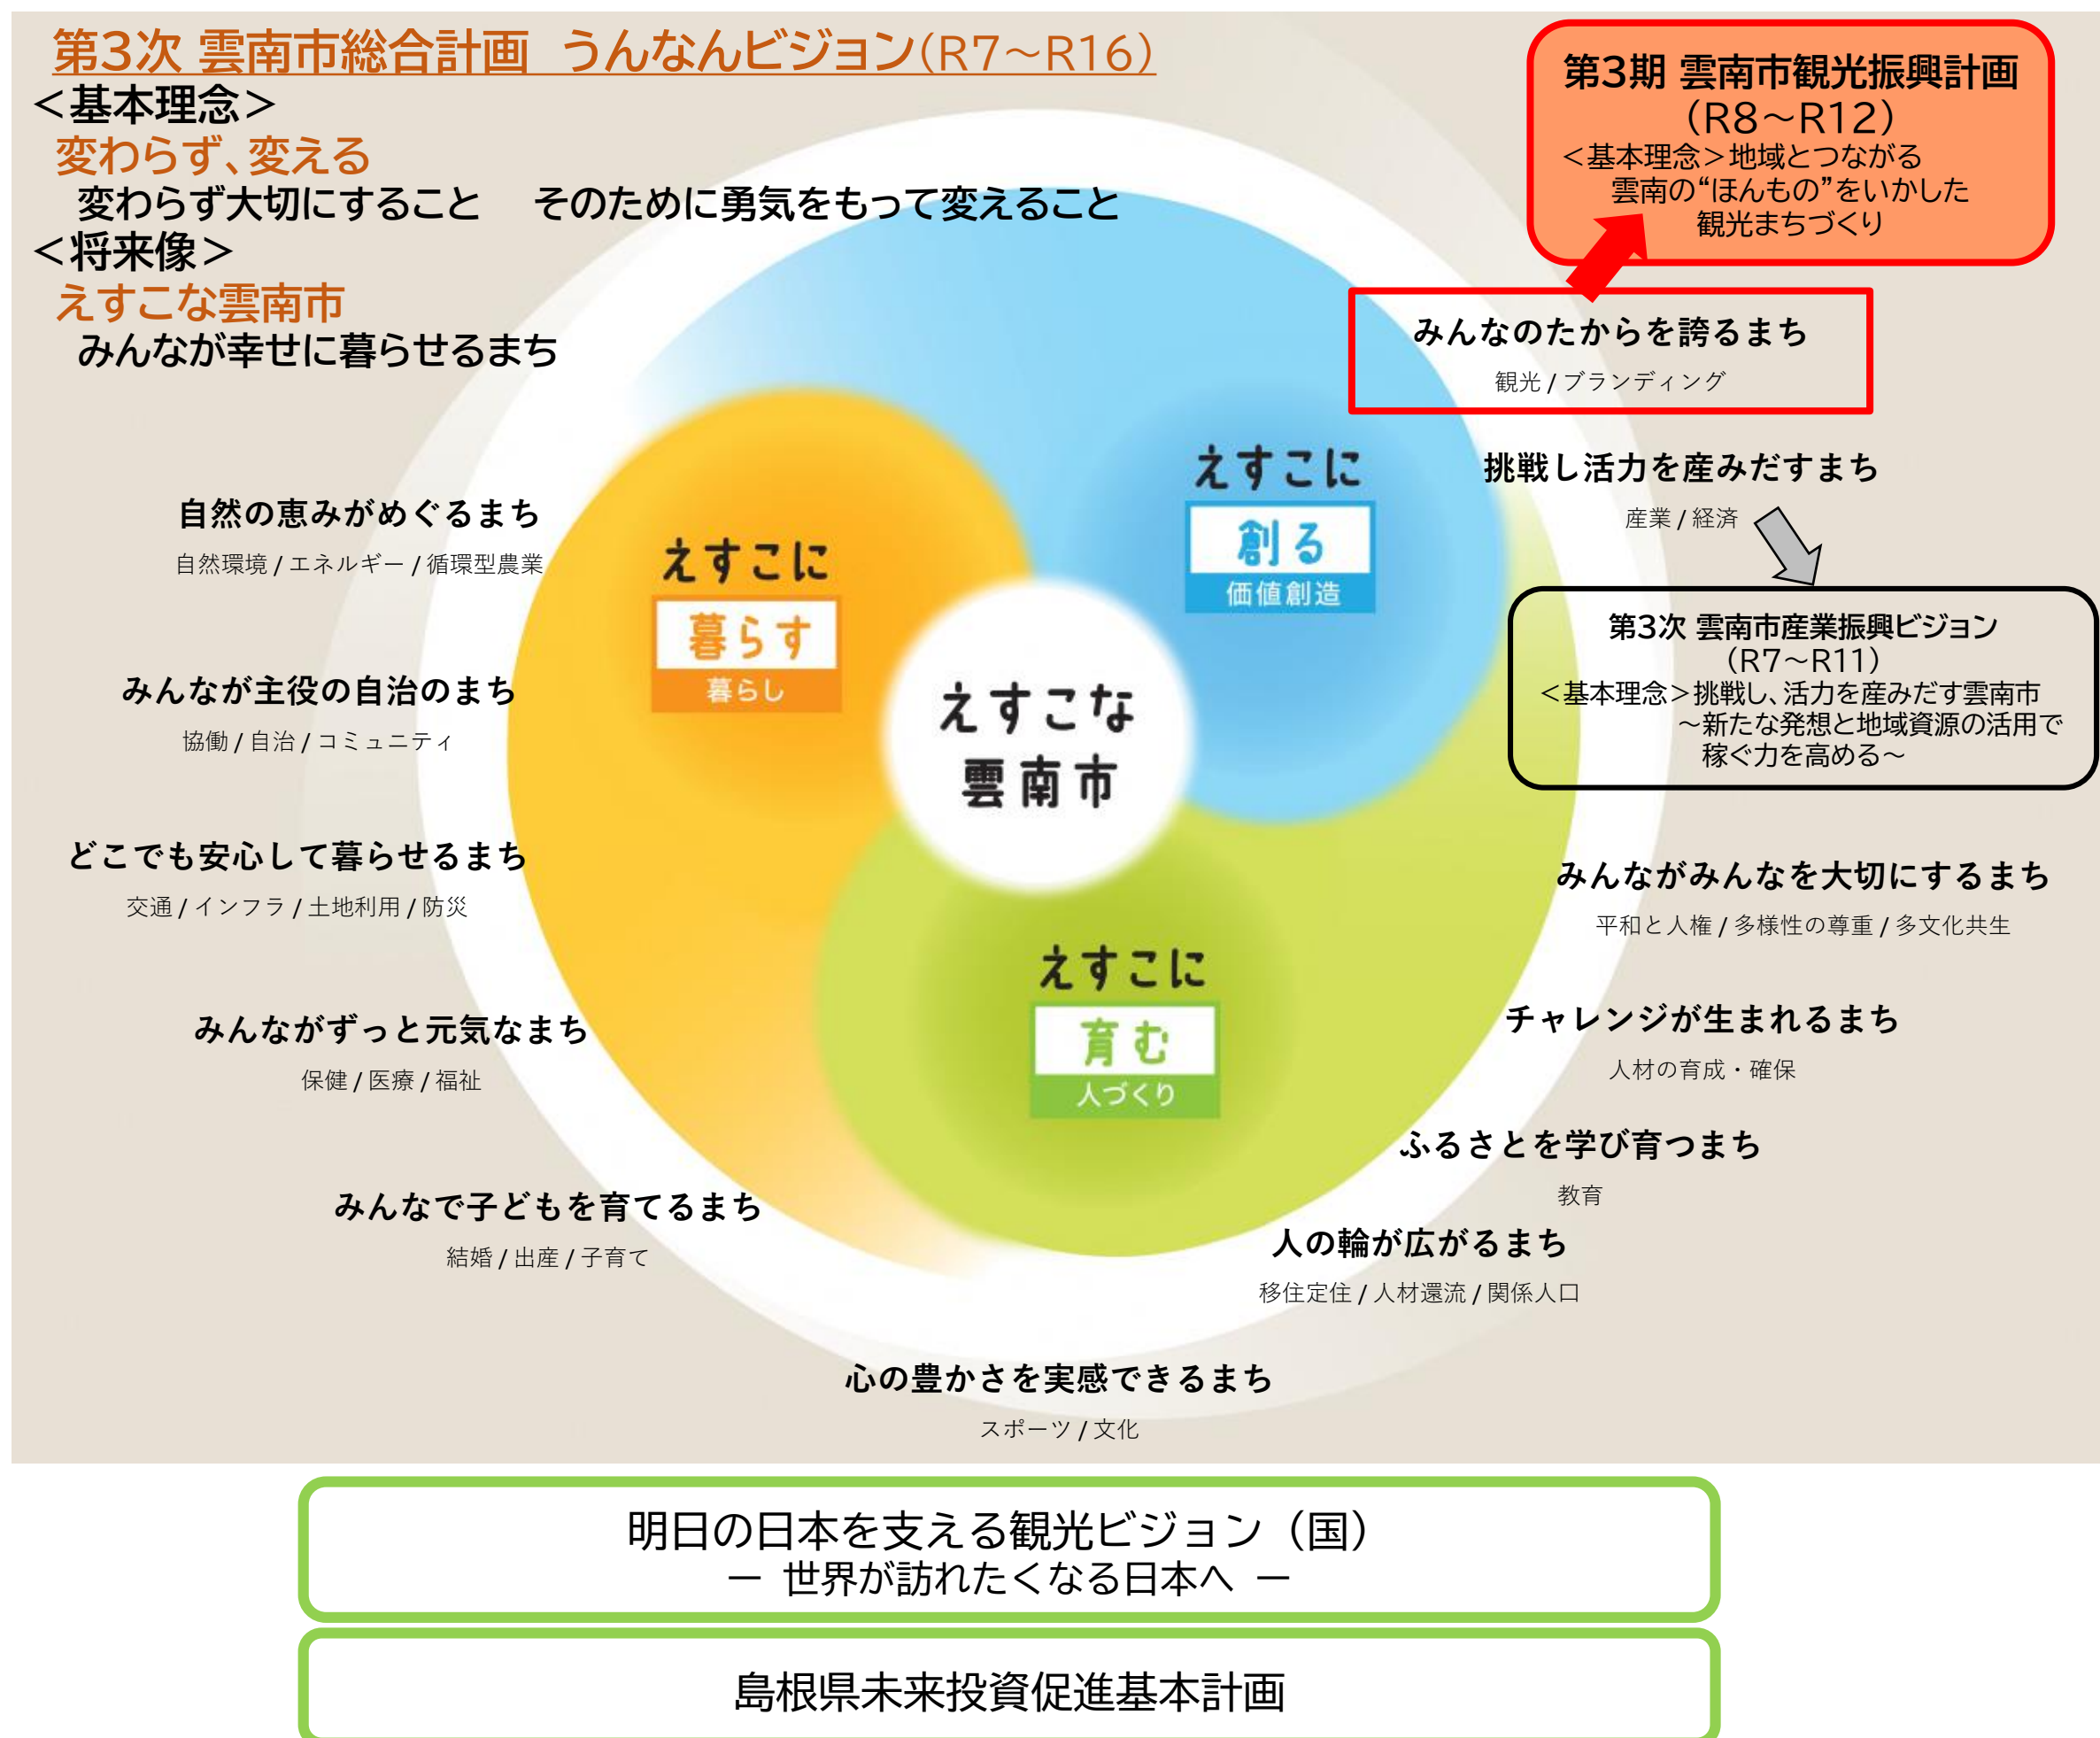 第3次 雲南市総合計画　うんなんビジョン(R7～R16)
＜基本理念＞
変わらず、変える
変わらず大切にすること　そのために勇気をもって変えること
＜将来像＞
えすこな雲南市
みんなが幸せに暮らせるまち
第3期 雲南市観光振興計画
（R8～R12）
＜基本理念＞地域とつながる
雲南の“ほんもの”をいかした
観光まちづくり
みんなのたからを誇るまち
観光 / ブランディング
挑戦し活力を産みだすまち
産業 / 経済
第3次 雲南市産業振興ビジョン
（R7～R11）
＜基本理念＞挑戦し、活力を産みだす雲南市
～新たな発想と地域資源の活用で
稼ぐ力を高める～
えすこに
創る
価値創造
えすこに
暮らす
暮らし
えすこな
雲南市
えすこに
育む
人づくり
自然の恵みがめぐるまち
自然環境 / エネルギー / 循環型農業
みんなが主役の自治のまち
協働 / 自治 / コミュニティ
どこでも安心して暮らせるまち
交通 / インフラ / 土地利用 / 防災
みんながずっと元気なまち
保健 / 医療 / 福祉
みんなで子どもを育てるまち
結婚 / 出産 / 子育て
みんながみんなを大切にするまち
平和と人権 / 多様性の尊重 / 多文化共生
チャレンジが生まれるまち
人材の育成・確保
ふるさとを学び育つまち
教育
人の輪が広がるまち
移住定住 / 人材還流 / 関係人口
心の豊かさを実感できるまち
スポーツ / 文化
明日の日本を支える観光ビジョン（国）
－ 世界が訪れたくなる日本へ －
島根県未来投資促進基本計画